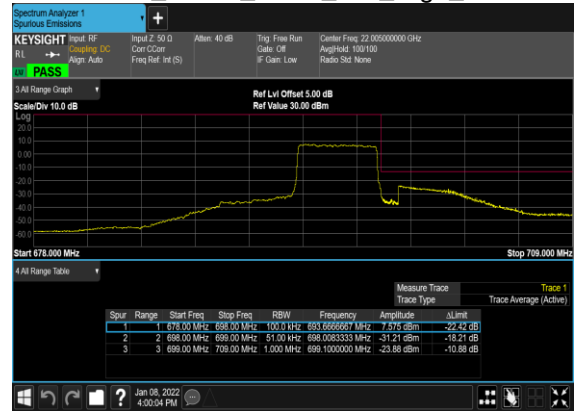 Spectrum Analyzer 1
Spurious Emissions
KEYSIGHT
Input: RF
Input Z: 50 Ω
Atten: 40 dB
Trig: Free Run
Center Freq: 22.005000000 GHz
RL
Coupling: DC
Corr CCorr
Gate: Off
Avg|Hold: 100/100
Align: Auto
Freq Ref: Int (S)
IF Gain: Low
Radio Std: None
PASS
3 All Range Graph
Ref Lvl Offset 5.00 dB
Scale/Div 10.0 dB
Ref Value 30.00 dBm
Log
20.0
10.0
0.00
-10.0
-20.0
-30.0
-40.0
-50.0
-60.0
Start 678.000 MHz
Stop 709.000 MHz
4 All Range Table
Measure Trace
Trace 1
Trace Type
Trace Average (Active)
Spur Range Start Freq Stop Freq RBW Frequency Amplitude ΔLimit
1 1 678.00 MHz 698.00 MHz 100.0 kHz 693.6666667 MHz 7.575 dBm -22.42 dB
2 2 698.00 MHz 699.00 MHz 51.00 kHz 698.0083333 MHz -31.21 dBm -18.21 dB
3 3 699.00 MHz 709.00 MHz 1.000 MHz 699.1000000 MHz -23.88 dBm -10.88 dB
Jan 08, 2022
4:00:04 PM